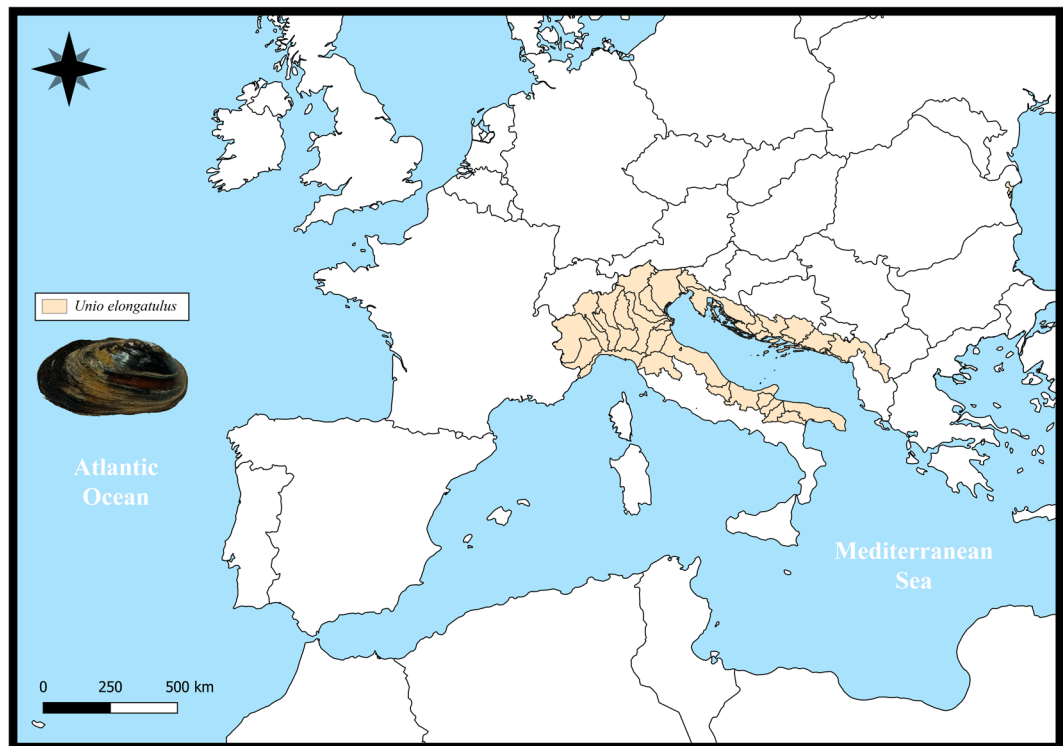 Unio elongatulus
Atlantic
Ocean
Mediterranean
Sea
0 250 500 km